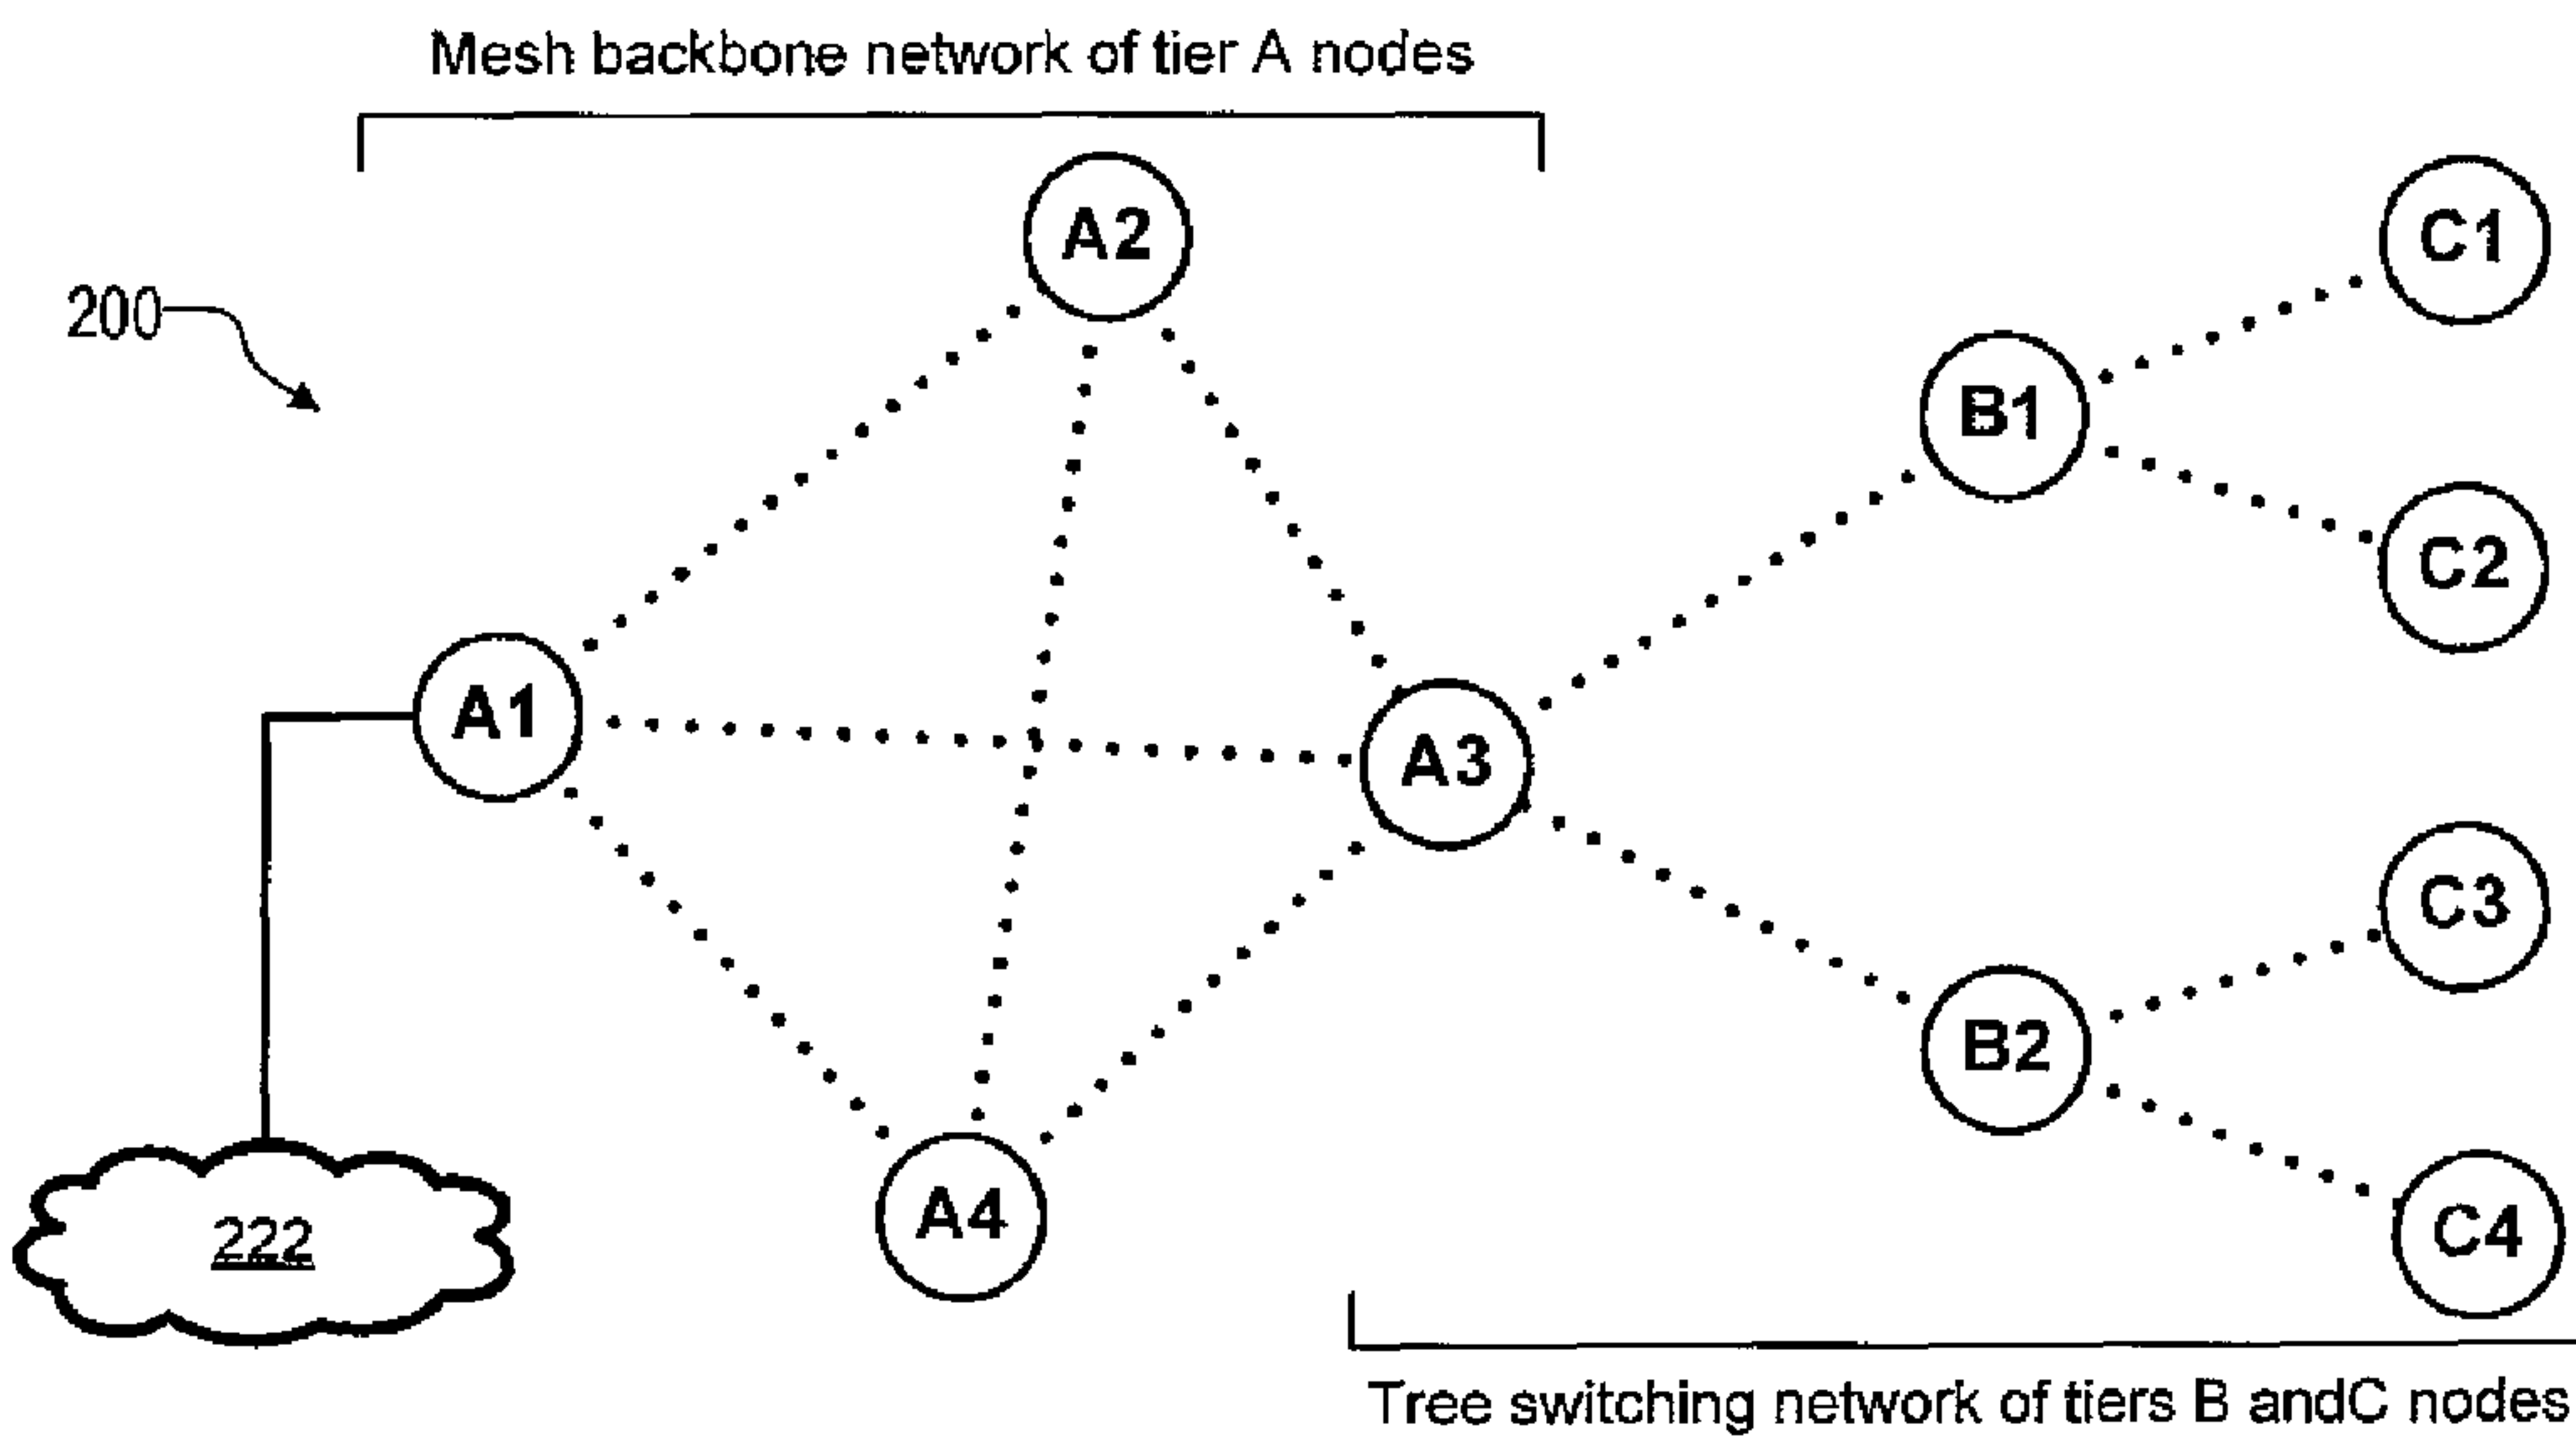 Mesh backbone network of tier A nodes
A2
C1
200
B1
C2
A1
A3
C3
B2
A4
C4
222
Tree switching network of tiers B andC nodes